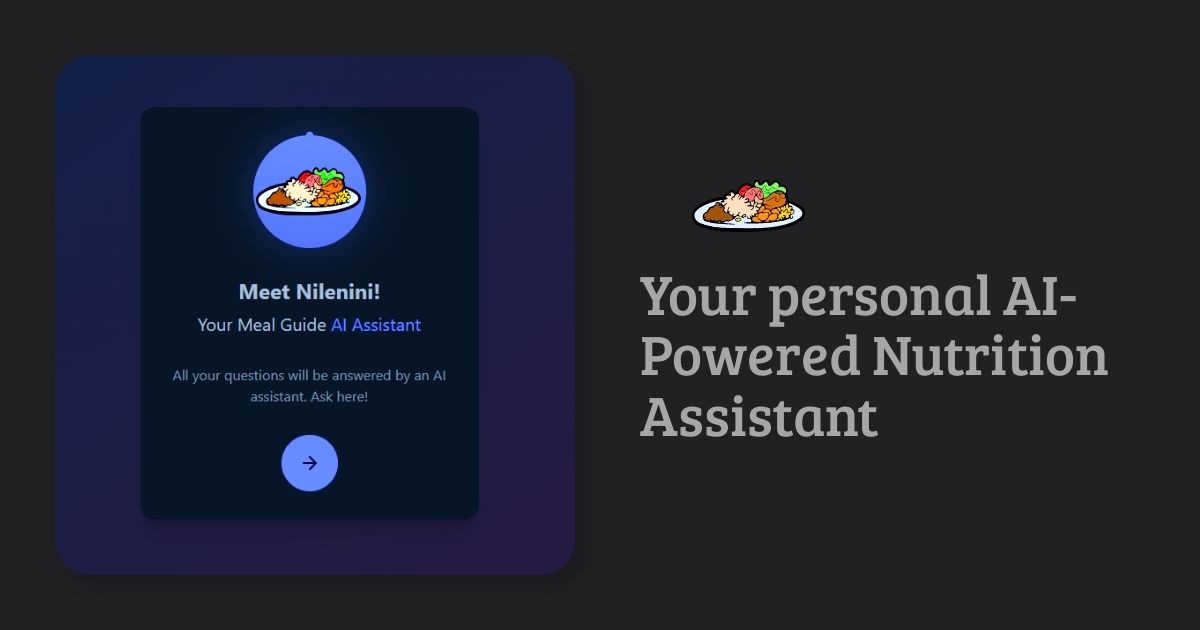 Meet Nilenini!
Your Meal Guide AI Assistant
All your questions will be answered by an AI
assistant. Ask here!
Your personal AI-
Powered Nutrition
Assistant